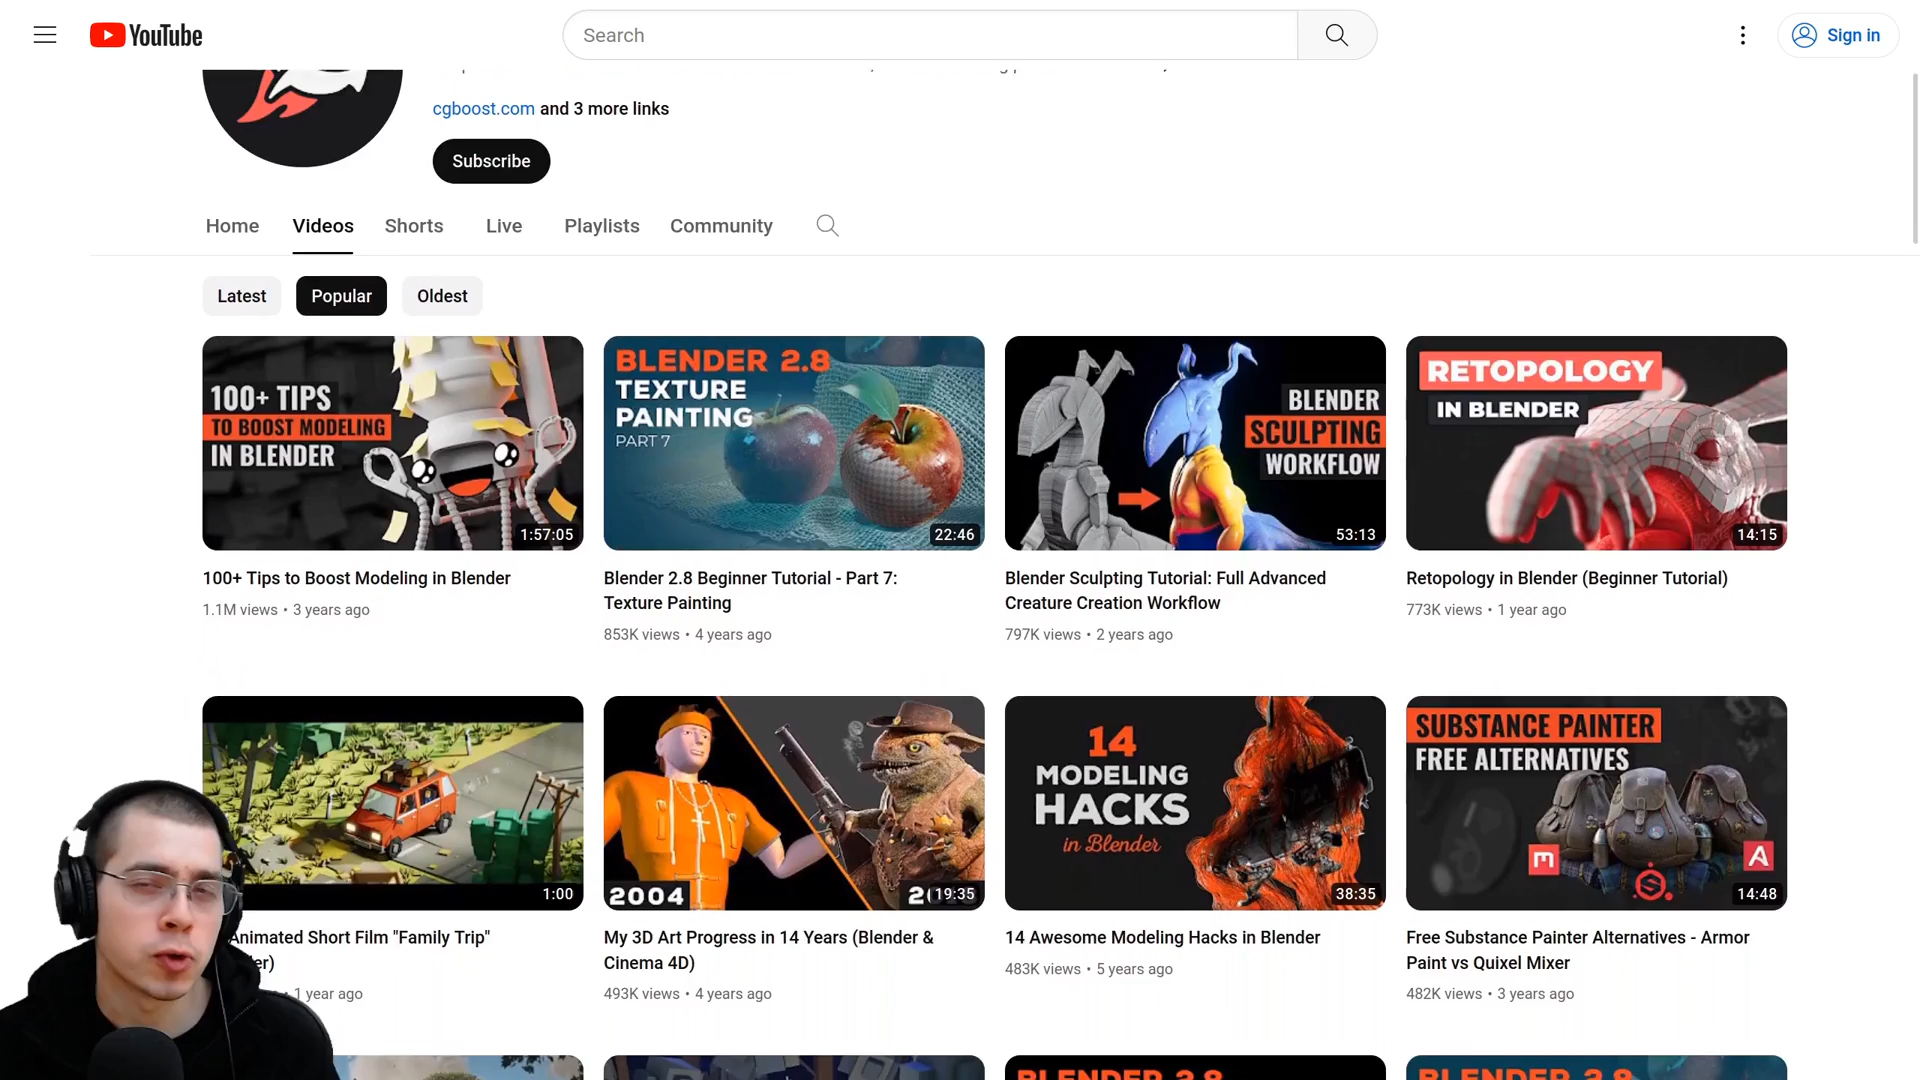 YouTube
Search
Sign in
cgboost.com and 3 more links
Subscribe
Home
Videos
Shorts
Live
Playlists
Community
Latest
Popular
Oldest
100+ TIPS
TO BOOST MODELING
IN BLENDER
1:57:05
BLENDER 2.8
TEXTURE
PAINTING
PART 7
22:46
BLENDER
SCULPTING
WORKFLOW
53:13
RETOPOLOGY
IN BLENDER
14:15
100+ Tips to Boost Modeling in Blender
1.1M views • 3 years ago
Blender 2.8 Beginner Tutorial - Part 7:
Texture Painting
853K views • 4 years ago
Blender Sculpting Tutorial: Full Advanced
Creature Creation Workflow
797K views • 2 years ago
Retopology in Blender (Beginner Tutorial)
773K views • 1 year ago
1:00
2004
19:35
14
MODELING
HACKS
in Blender
38:35
SUBSTANCE PAINTER
FREE ALTERNATIVES
m
A
14:48
Animated Short Film "Family Trip"
1 year ago
My 3D Art Progress in 14 Years (Blender &
Cinema 4D)
493K views • 4 years ago
14 Awesome Modeling Hacks in Blender
483K views • 5 years ago
Free Substance Painter Alternatives - Armor
Paint vs Quixel Mixer
482K views • 3 years ago